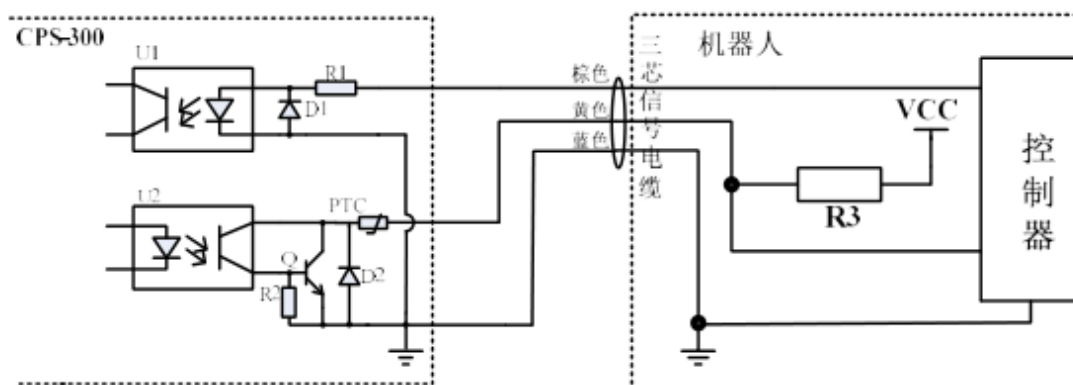 CPS-300
U1
R1
D1
U2
PTC
Q
R2
D2
棕色
黄色
蓝色
三芯信号电缆
机器人
VCC
R3
控制器